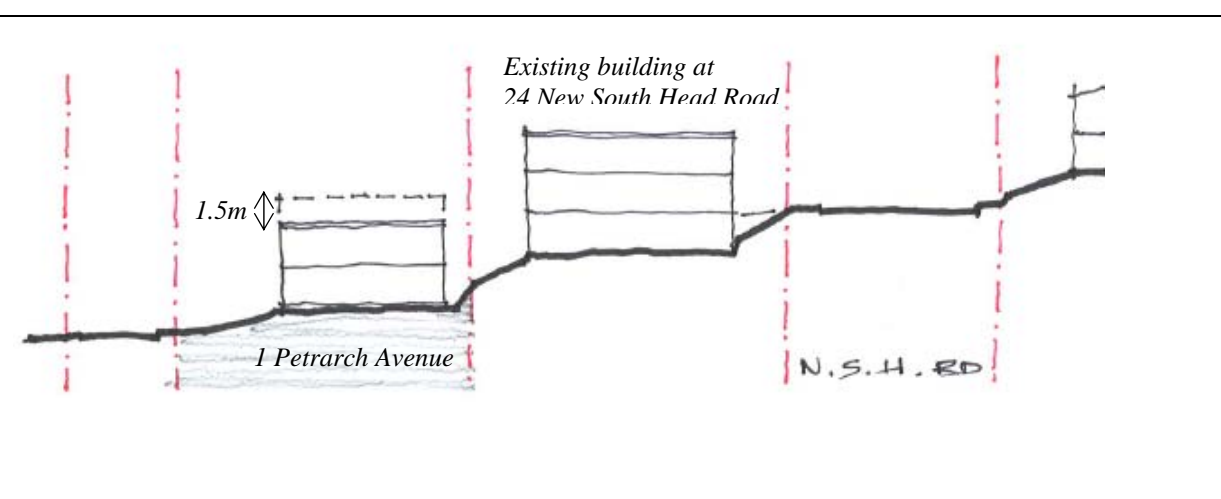 Existing building at
24 New South Head Road
1.5m
1 Petrarch Avenue
N.S.H. RD